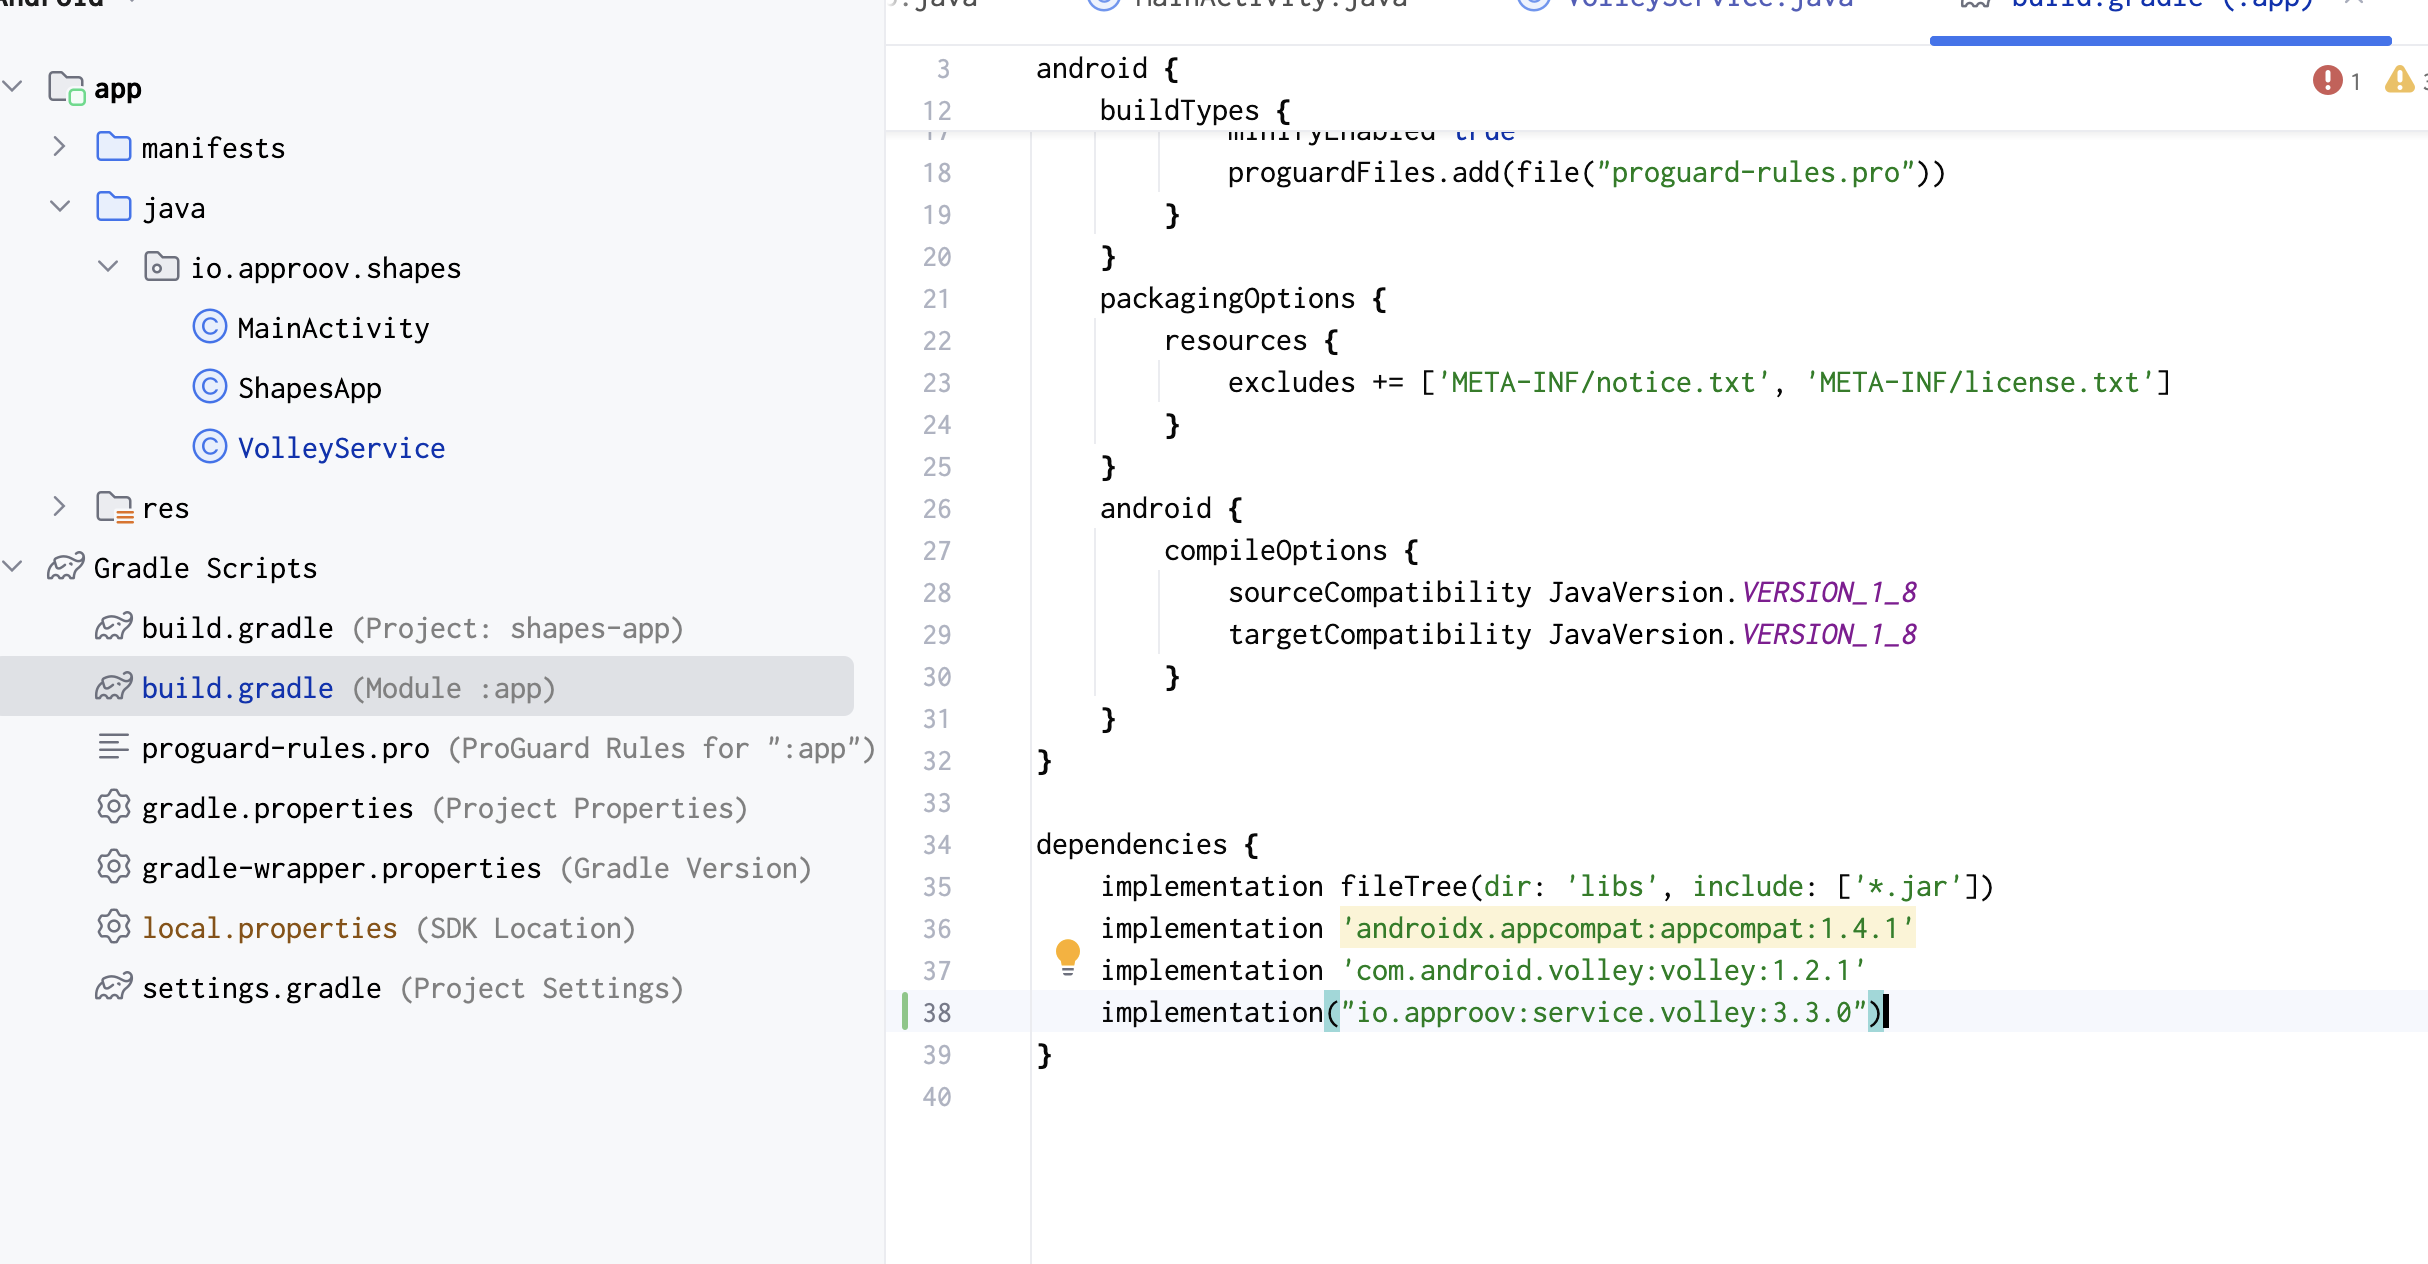 Android
app
manifests
java
io.approov.shapes
MainActivity
ShapesApp
VolleyService
res
Gradle Scripts
build.gradle (Project: shapes-app)
build.gradle (Module :app)
proguard-rules.pro (ProGuard Rules for ":app")
gradle.properties (Project Properties)
gradle-wrapper.properties (Gradle Version)
local.properties (SDK Location)
settings.gradle (Project Settings)
.java MainActivity.java VolleyService.java build.gradle (:app)
1 3
3 android {
12 buildTypes {
17 minifyEnabled true
18 proguardFiles.add(file("proguard-rules.pro"))
19 }
20 }
21 packagingOptions {
22 resources {
23 excludes += ['META-INF/notice.txt', 'META-INF/license.txt']
24 }
25 }
26 android {
27 compileOptions {
28 sourceCompatibility JavaVersion.VERSION_1_8
29 targetCompatibility JavaVersion.VERSION_1_8
30 }
31 }
32 }
33
34 dependencies {
35 implementation fileTree(dir: 'libs', include: ['*.jar'])
36 implementation 'androidx.appcompat:appcompat:1.4.1'
37 implementation 'com.android.volley:volley:1.2.1'
38 implementation("io.approov:service.volley:3.3.0")
39 }
40